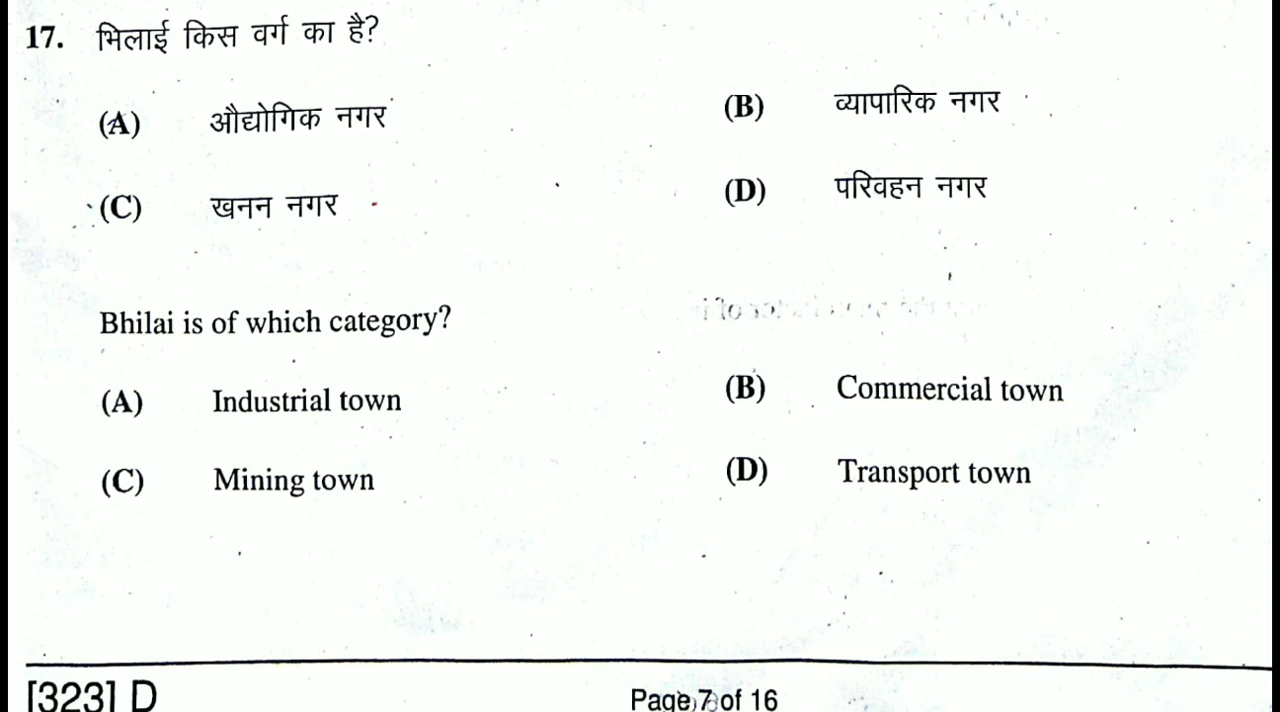 17. भिलाई किस वर्ग का है?
(A) औद्योगिक नगर (B) व्यापारिक नगर
(C) खनन नगर (D) परिवहन नगर
Bhilai is of which category?
(A) Industrial town (B) Commercial town
(C) Mining town (D) Transport town
[323] D Page 7 of 16